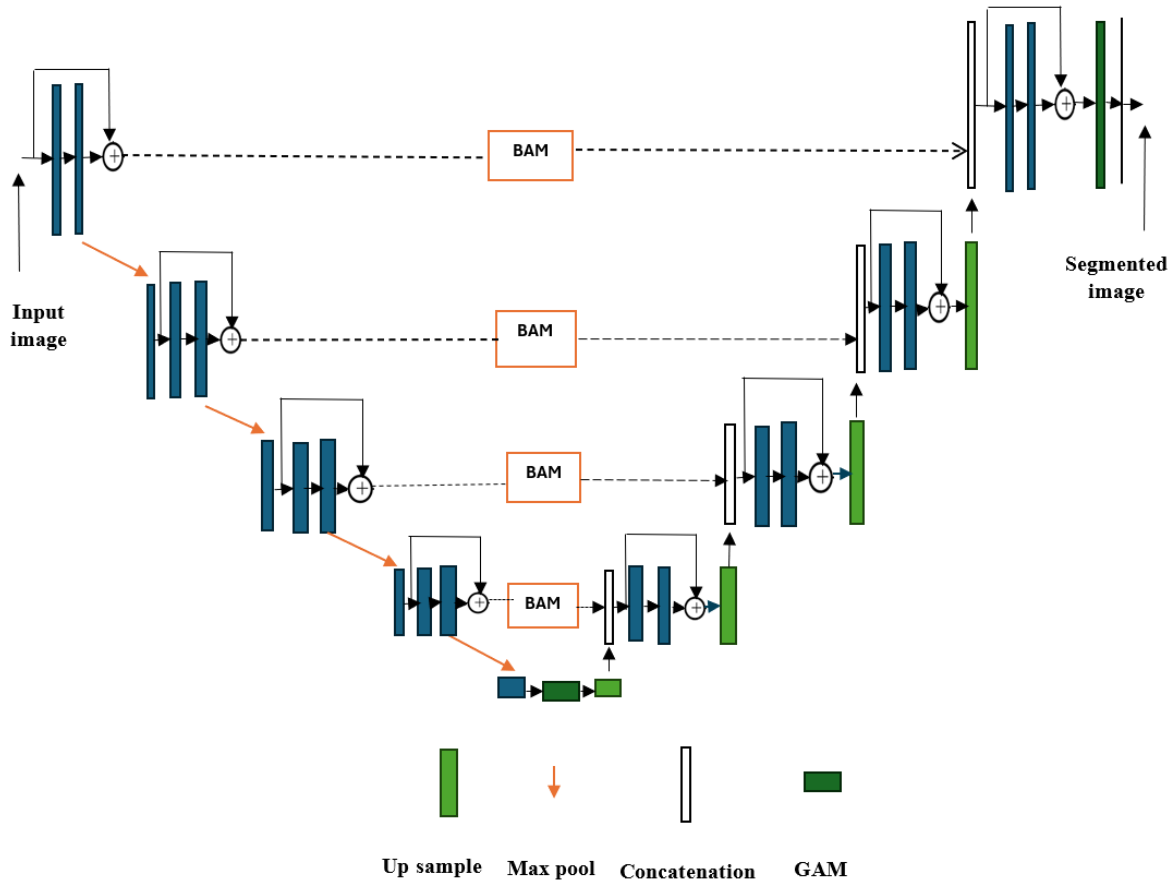 BAM
Input
image
Segmented
image
BAM
BAM
BAM
Up sample
Max pool
Concatenation
GAM